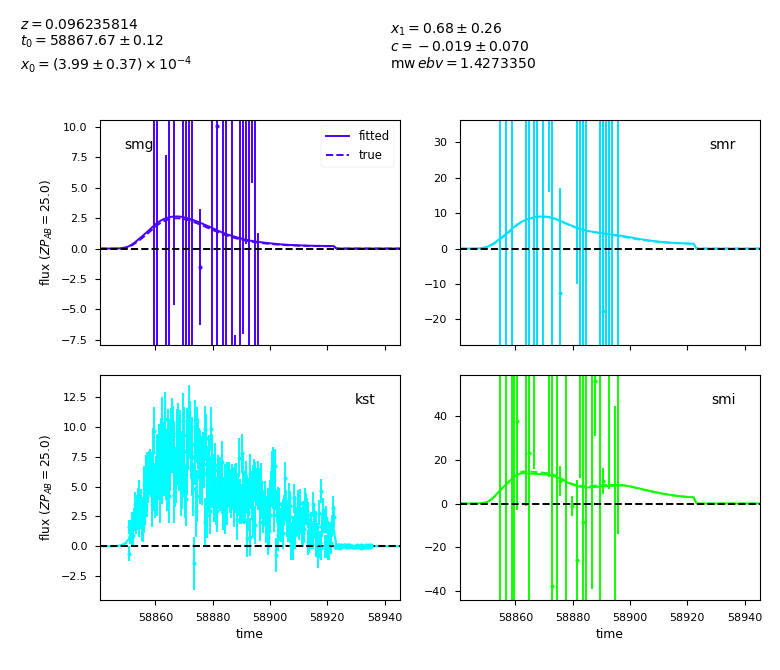 z = 0.096235814
t₀ = 58867.67 ± 0.12
x₀ = (3.99 ± 0.37) × 10⁻⁴
x₁ = 0.68 ± 0.26
c = −0.019 ± 0.070
mw ebv = 1.4273350
smg
fitted
true
10.0
7.5
5.0
2.5
0.0
−2.5
−5.0
−7.5
flux (ZP_AB = 25.0)
smr
30
20
10
0
−10
−20
kst
12.5
10.0
7.5
5.0
2.5
0.0
−2.5
flux (ZP_AB = 25.0)
58860 58880 58900 58920 58940
time
smi
40
20
0
−20
−40
58860 58880 58900 58920 58940
time